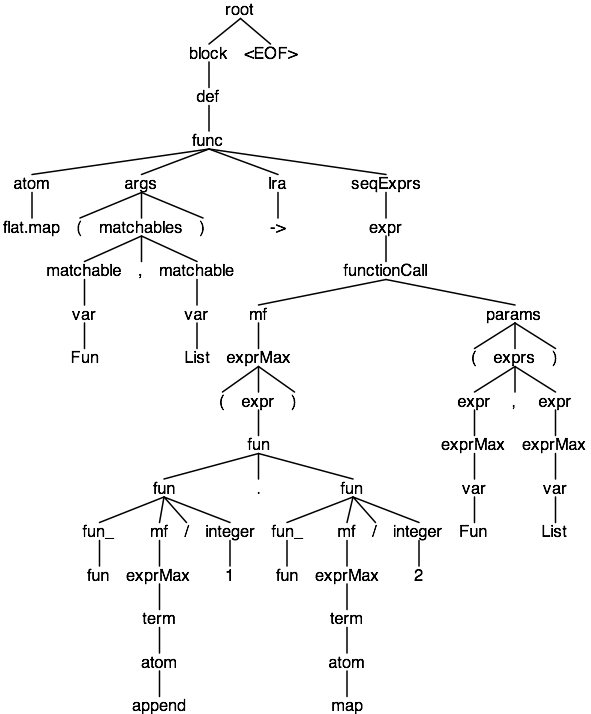 root
block <EOF>
def
func
atom args lra seqExprs
flat.map ( matchables ) -> expr
matchable , matchable functionCall
var var mf params
Fun List exprMax ( exprs )
( expr ) expr , expr
fun exprMax exprMax
fun . fun var var
fun_ mf / integer fun_ mf / integer Fun List
fun exprMax 1 fun exprMax 2
term term
atom atom
append map